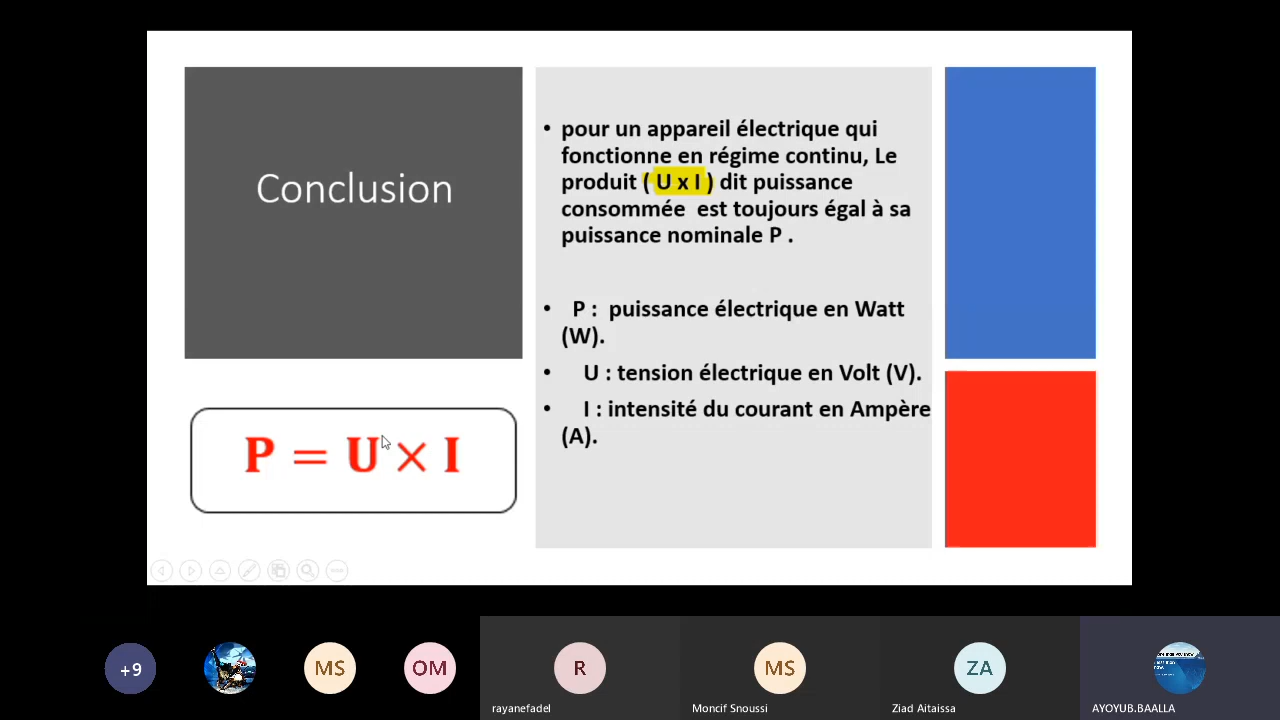 Conclusion
• pour un appareil électrique qui
fonctionne en régime continu, Le
produit ( U x I ) dit puissance
consommée est toujours égal à sa
puissance nominale P .
• P : puissance électrique en Watt
(W).
• U : tension électrique en Volt (V).
• I : intensité du courant en Ampère
(A).
P = U × I
+9
MS
OM
R
rayanefadel
MS
Moncif Snoussi
ZA
Ziad Aitaissa
AYOYUB.BAALLA